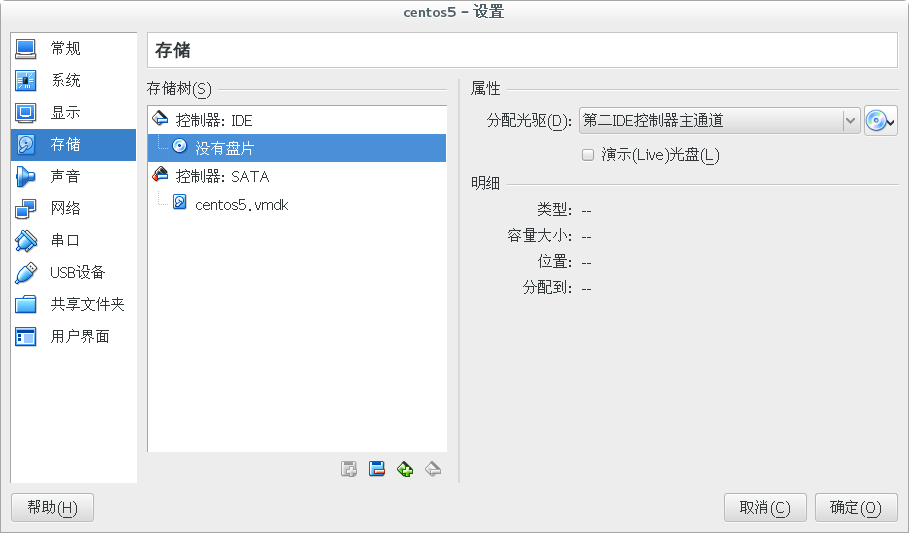 centos5 – 设置
常规
系统
显示
存储
声音
网络
串口
USB设备
共享文件夹
用户界面
存储
存储树(S)
控制器: IDE
没有盘片
控制器: SATA
centos5.vmdk
属性
分配光驱(D): 第二IDE控制器主通道
演示(Live)光盘(L)
明细
类型: --
容量大小: --
位置: --
分配到: --
帮助(H)
取消(C)
确定(O)